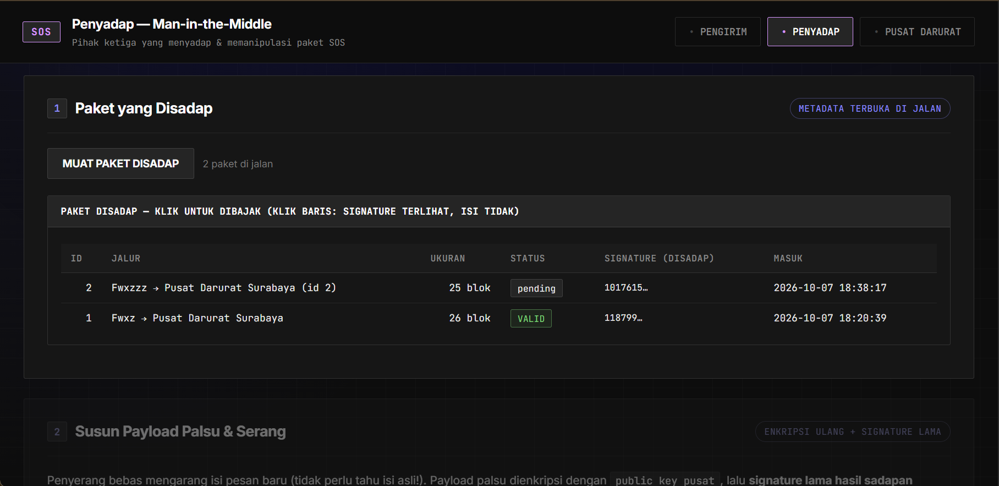 SOS
Penyadap — Man-in-the-Middle
Pihak ketiga yang menyadap & memanipulasi paket SOS
• PENGIRIM
• PENYADAP
• PUSAT DARURAT
1
Paket yang Disadap
METADATA TERBUKA DI JALAN
MUAT PAKET DISADAP
2 paket di jalan
PAKET DISADAP — KLIK UNTUK DIBAJAK (KLIK BARIS: SIGNATURE TERLIHAT, ISI TIDAK)
ID JALUR UKURAN STATUS SIGNATURE (DISADAP) MASUK
2 Fwxzzz → Pusat Darurat Surabaya (id 2) 25 blok pending 1017615… 2026-10-07 18:38:17
1 Fwxz → Pusat Darurat Surabaya 26 blok VALID 118799… 2026-10-07 18:20:39
2
Susun Payload Palsu & Serang
ENKRIPSI ULANG + SIGNATURE LAMA
Penyerang bebas mengarang isi pesan baru (tidak perlu tahu isi asli!). Payload palsu dienkripsi dengan public key pusat , lalu signature lama hasil sadapan